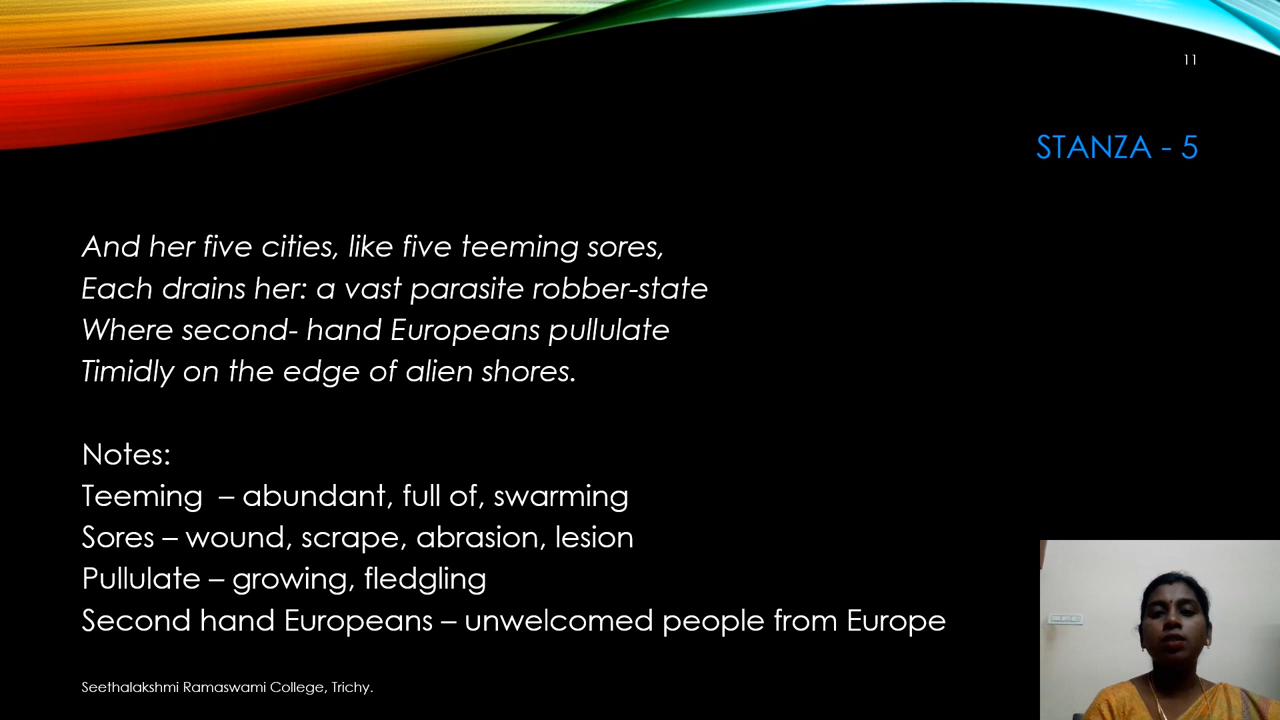 11
STANZA - 5
And her five cities, like five teeming sores,
Each drains her: a vast parasite robber-state
Where second- hand Europeans pullulate
Timidly on the edge of alien shores.
Notes:
Teeming – abundant, full of, swarming
Sores – wound, scrape, abrasion, lesion
Pullulate – growing, fledgling
Second hand Europeans – unwelcomed people from Europe
Seethalakshmi Ramaswami College, Trichy.